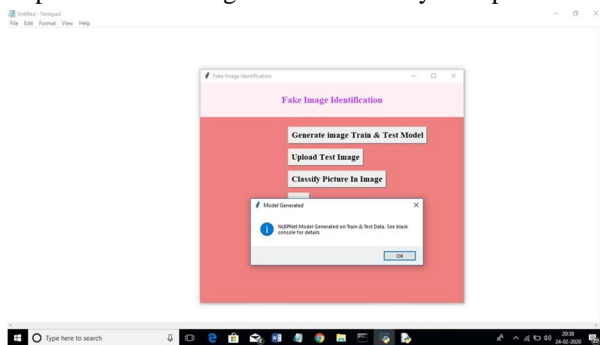 Untitled - Notepad
File Edit Format View Help
Fake Image Identification
Fake Image Identification
Generate image Train & Test Model
Upload Test Image
Classify Picture In Image
Model Generated
NLBPNet Model Generated on Train & Test Data. See black
console for details
OK
Type here to search
20:38
24-02-2020